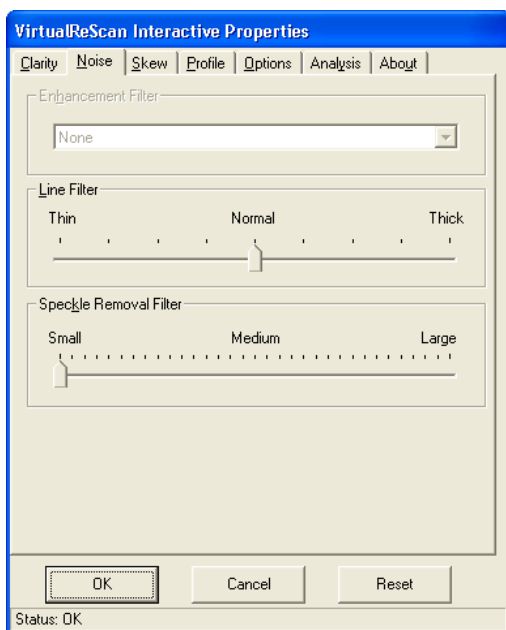 VirtualReScan Interactive Properties
Clarity Noise Skew Profile Options Analysis About
Enhancement Filter
None
Line Filter
Thin Normal Thick
Speckle Removal Filter
Small Medium Large
OK Cancel Reset
Status: OK